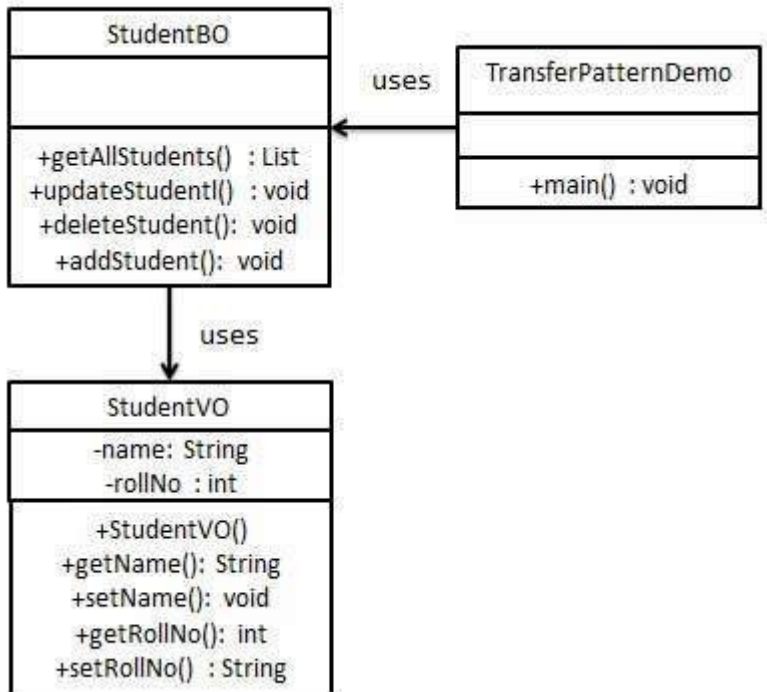 StudentBO
+getAllStudents() : List
+updateStudentl() : void
+deleteStudent(): void
+addStudent(): void
uses
TransferPatternDemo
+main() : void
uses
StudentVO
-name: String
-rollNo : int
+StudentVO()
+getName(): String
+setName(): void
+getRollNo(): int
+setRollNo() : String